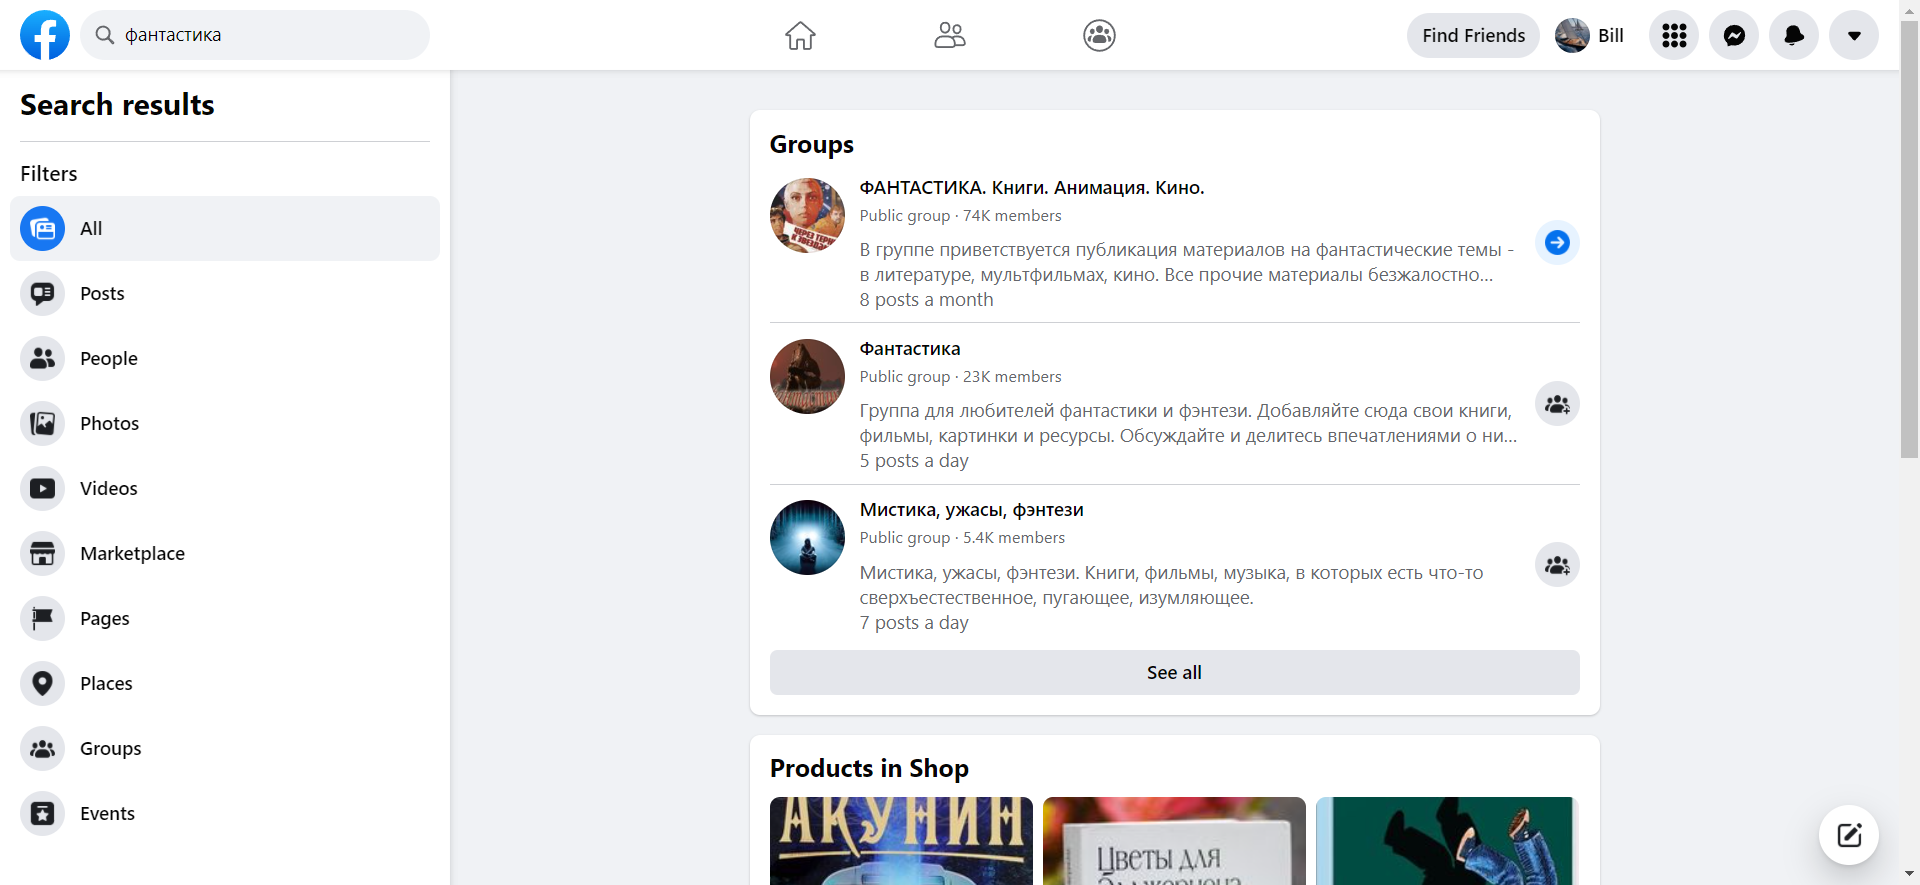 фантастика
Find Friends
Bill
Search results
Filters
All
Posts
People
Photos
Videos
Marketplace
Pages
Places
Groups
Events
Groups
ФАНТАСТИКА. Книги. Анимация. Кино.
Public group · 74K members
В группе приветствуется публикация материалов на фантастические темы -
в литературе, мультфильмах, кино. Все прочие материалы безжалостно...
8 posts a month
Фантастика
Public group · 23K members
Группа для любителей фантастики и фэнтези. Добавляйте сюда свои книги,
фильмы, картинки и ресурсы. Обсуждайте и делитесь впечатлениями о ни...
5 posts a day
Мистика, ужасы, фэнтези
Public group · 5.4K members
Мистика, ужасы, фэнтези. Книги, фильмы, музыка, в которых есть что-то
сверхъестественное, пугающее, изумляющее.
7 posts a day
See all
Products in Shop
АКУНИН
ЦВЕТЫ ДЛЯ